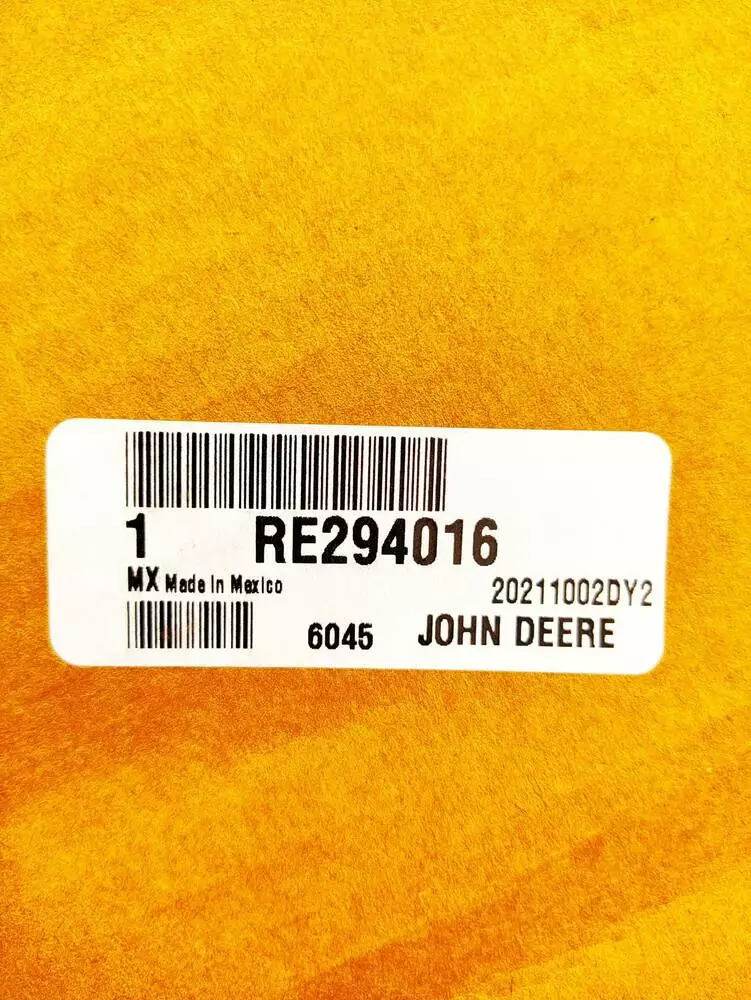 1 RE294016
MX Made In Mexico
20211002DY2
6045 JOHN DEERE